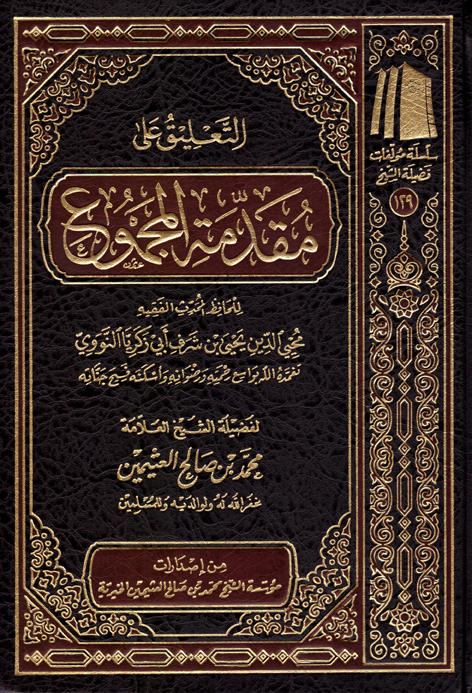 سلسلة مؤلفات
فضيلة الشيخ
١٣٩
التعليق على
مقدمة المجموع
للحافظ المحدث الفقيه
محيي الدين يحيى بن شرف أبي زكريا النووي
تغمده الله بواسع رحمته ورضوانه وأسكنه فسيح جناته
لفضيلة الشيخ العلامة
محمد بن صالح العثيمين
غفر الله له ولوالديه وللمسلمين
من إصدارات
مؤسسة الشيخ محمد بن صالح العثيمين الخيرية